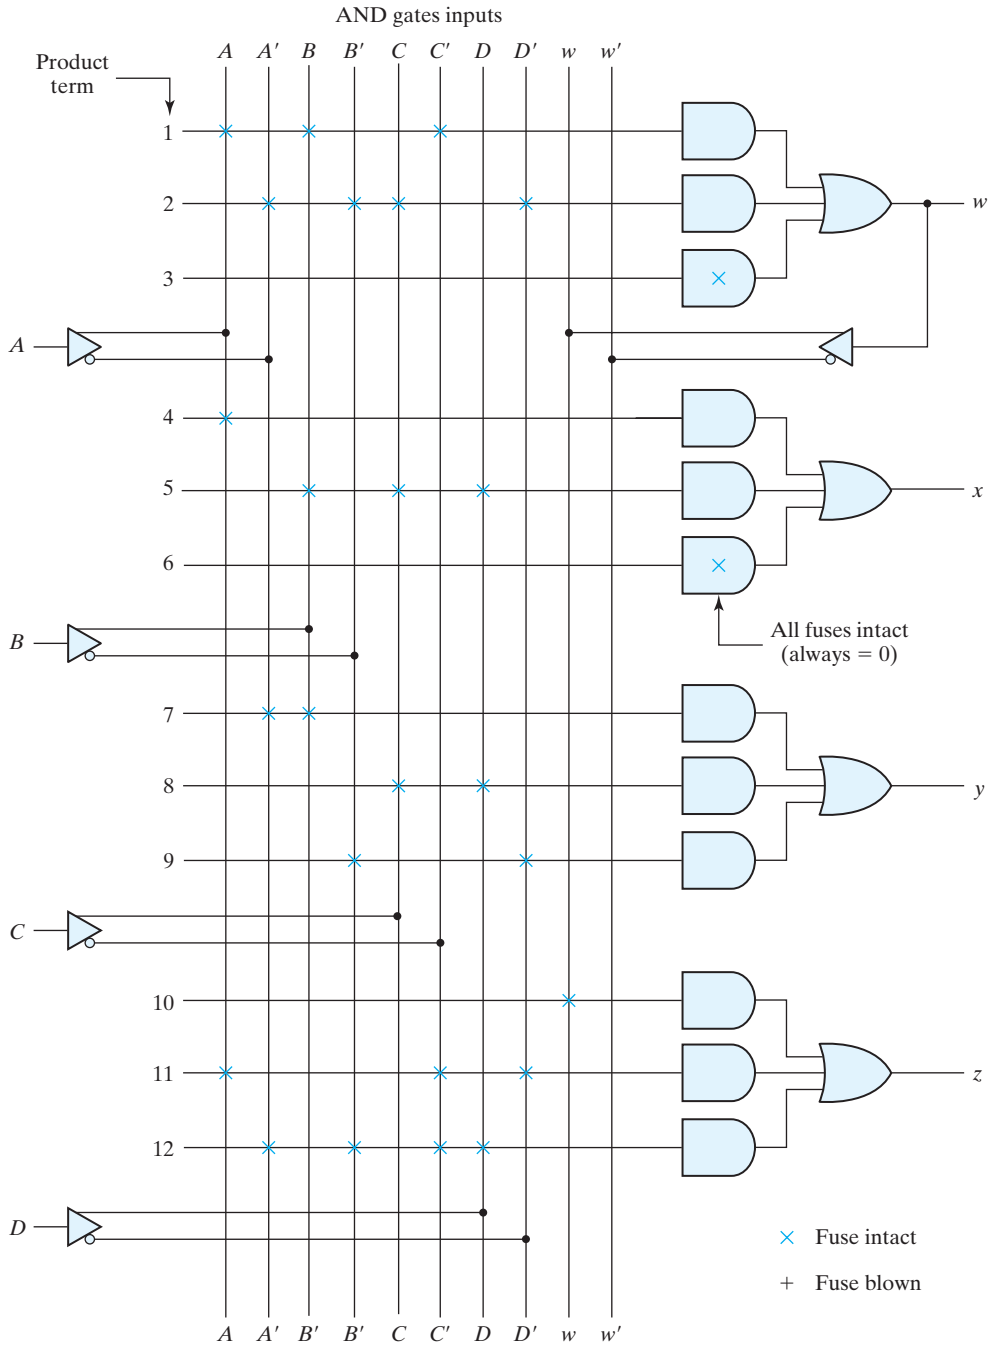 AND gates inputs
A A′ B B′ C C′ D D′ w w′
Product
term
1
2
w
3
A
4
5
x
6
B
All fuses intact
(always = 0)
7
8
y
9
C
10
11
z
12
D
× Fuse intact
+ Fuse blown
A A′ B′ B′ C C′ D D′ w w′